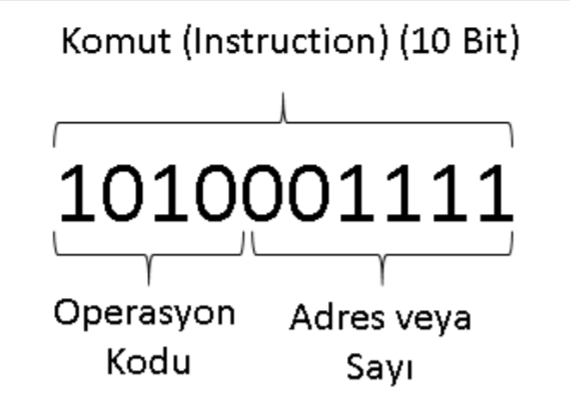 Komut (Instruction) (10 Bit)
1010001111
Operasyon
Kodu
Adres veya
Sayı